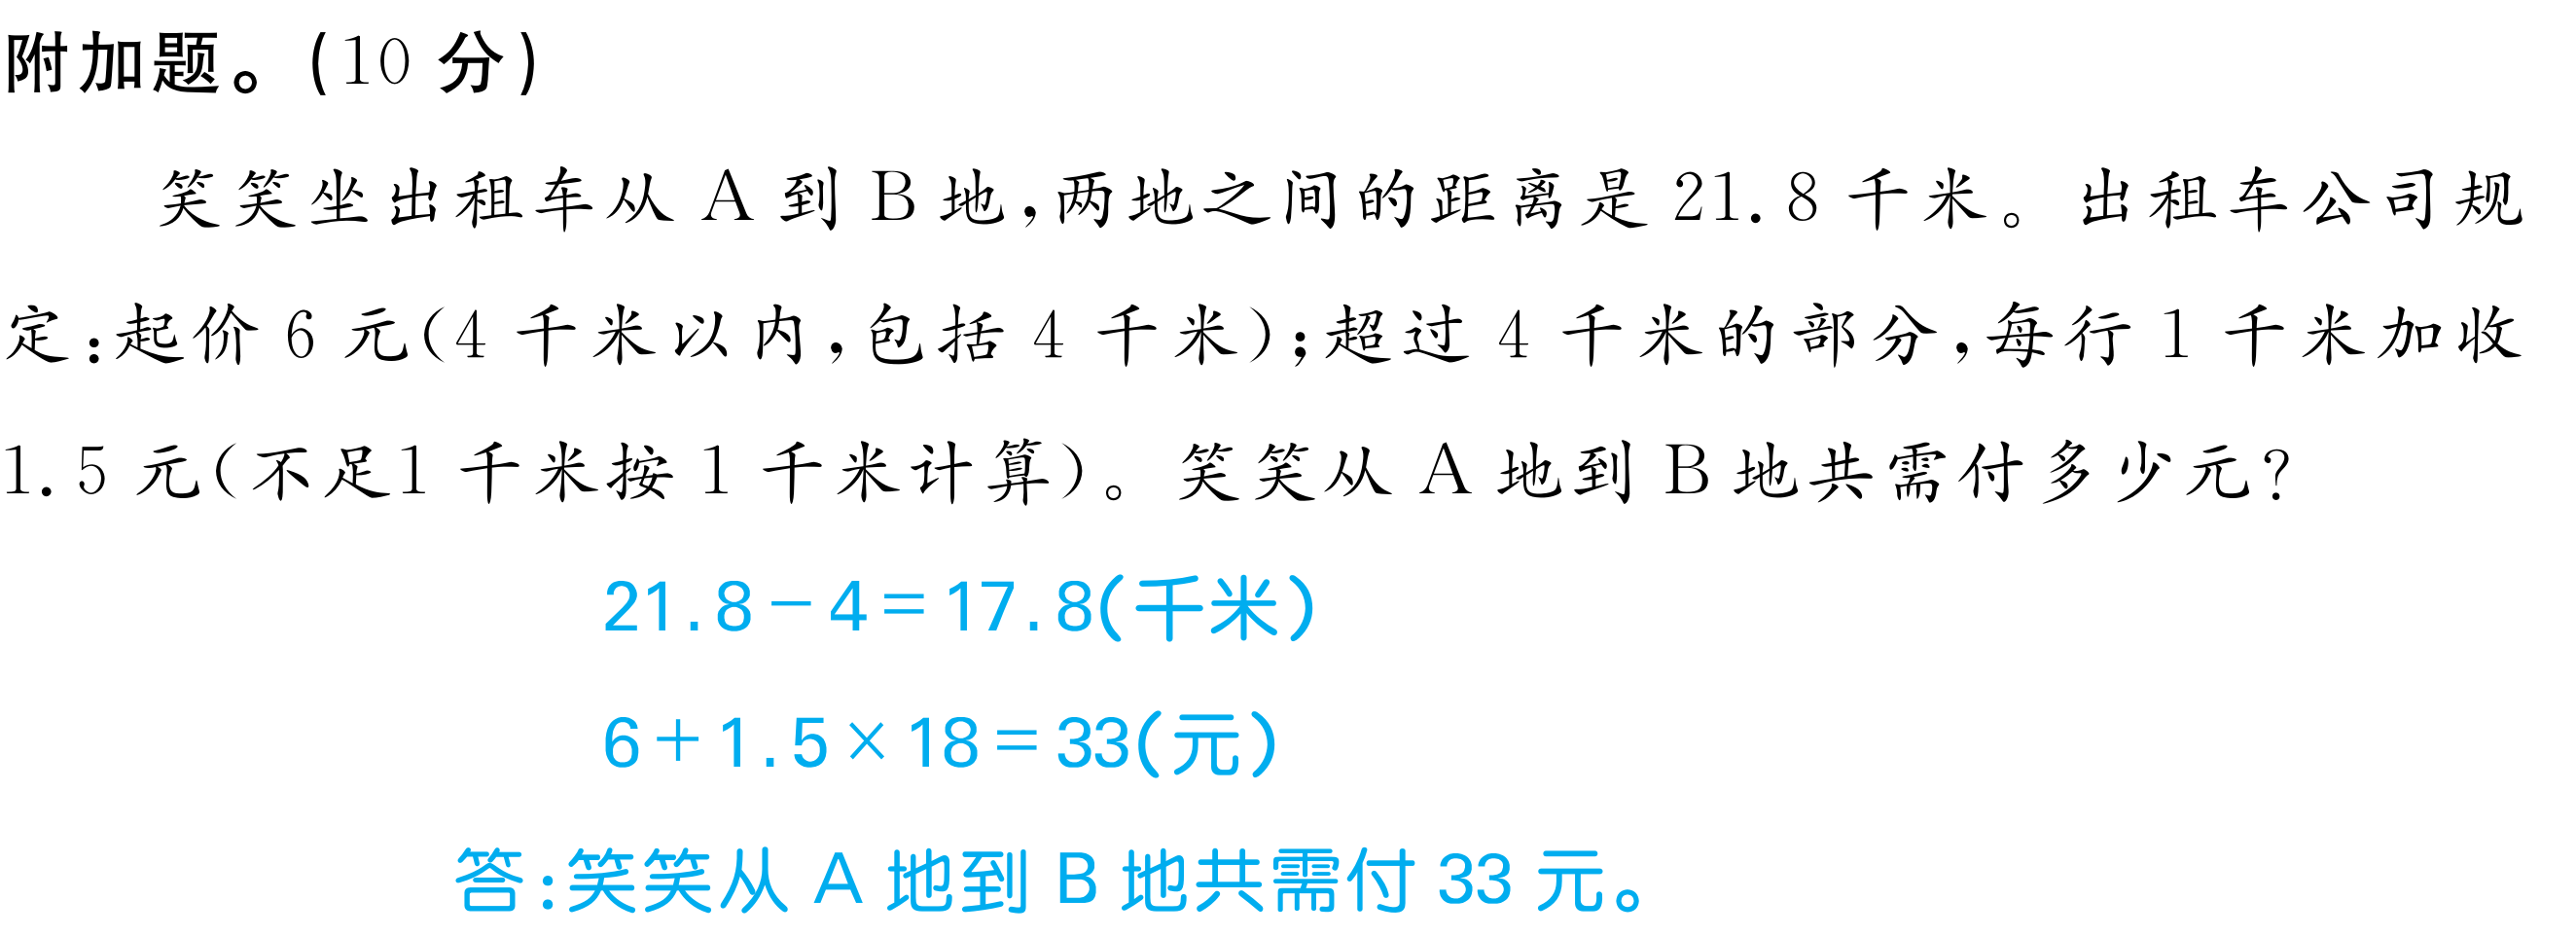 附加题。(10 分)
笑笑坐出租车从 A 到 B 地,两地之间的距离是 21.8 千米。出租车公司规
定:起价 6 元(4 千米以内,包括 4 千米);超过 4 千米的部分,每行 1 千米加收
1.5 元(不足1 千米按 1 千米计算)。笑笑从 A 地到 B 地共需付多少元?
21.8-4=17.8(千米)
6+1.5×18=33(元)
答:笑笑从 A 地到 B 地共需付 33 元。